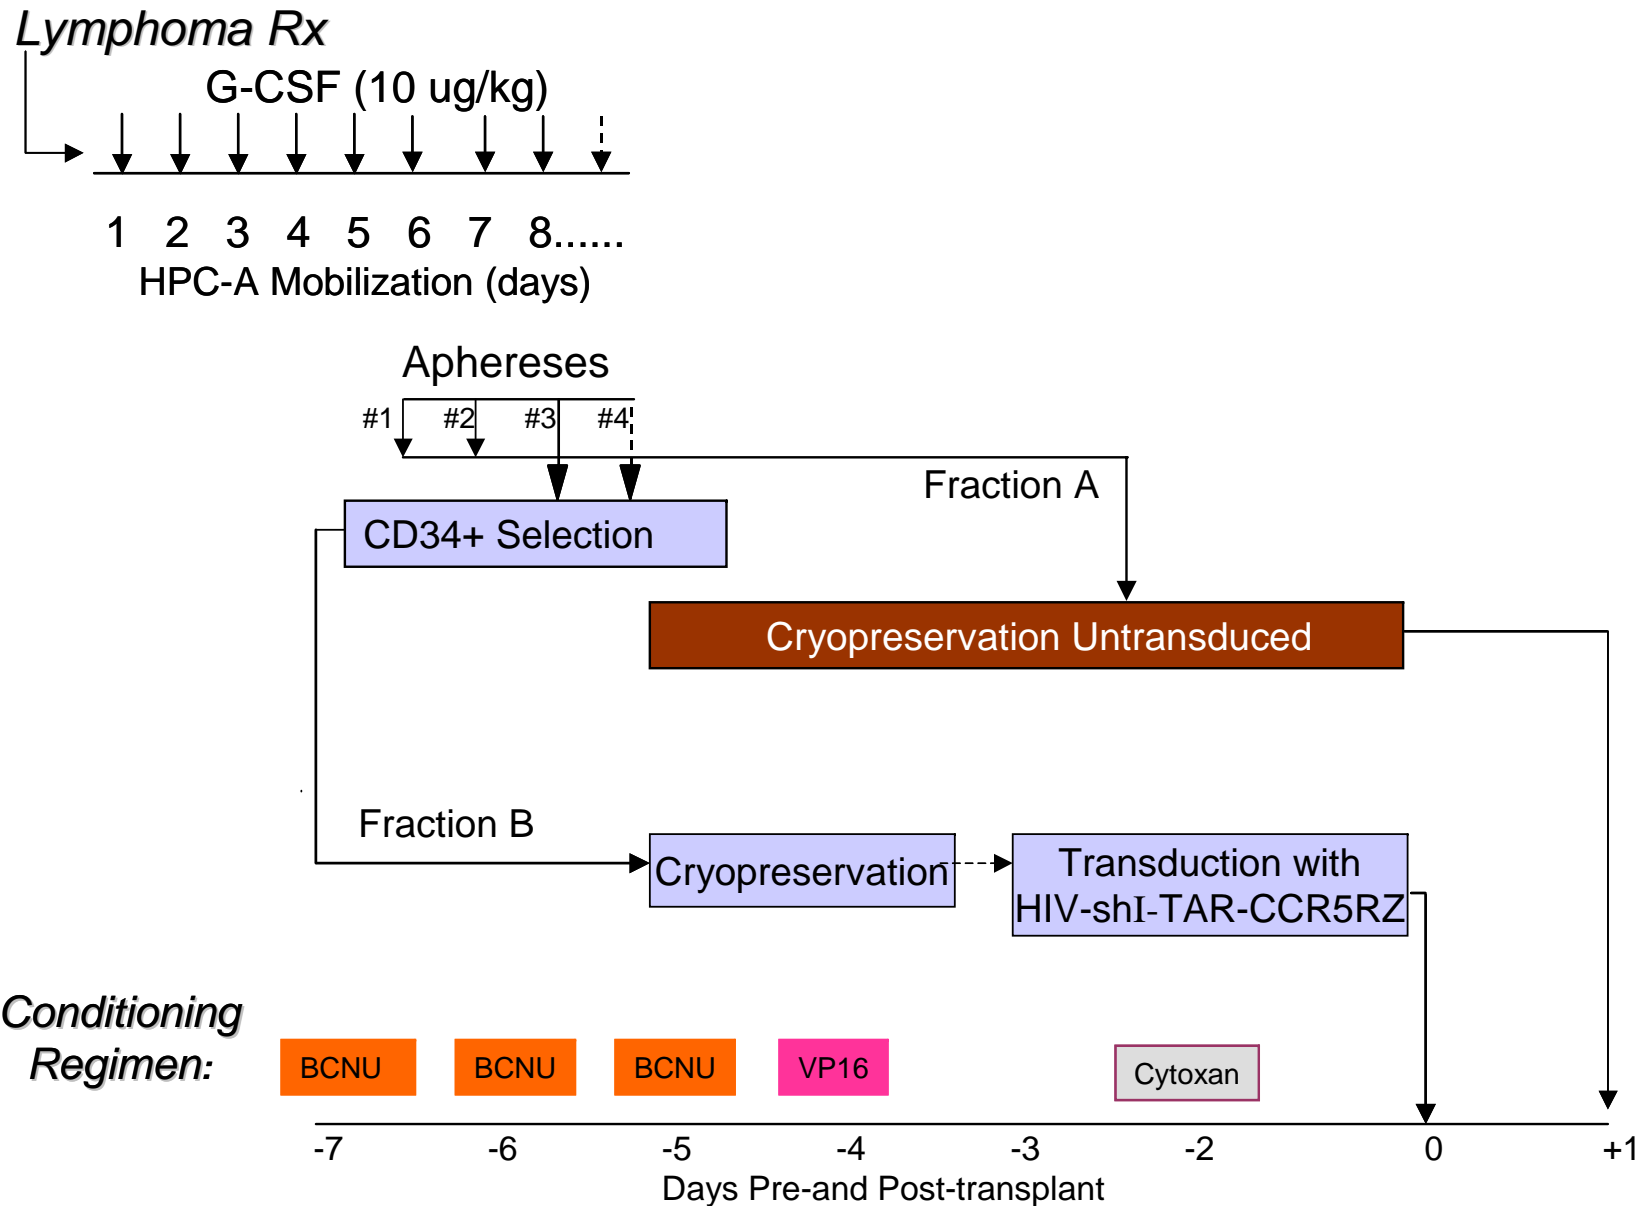 Lymphoma Rx
G-CSF (10 ug/kg)
1 2 3 4 5 6 7 8......
HPC-A Mobilization (days)
Aphereses
#1 #2 #3 #4
Fraction A
CD34+ Selection
Cryopreservation Untransduced
Fraction B
Cryopreservation
Transduction with
HIV-shI-TAR-CCR5RZ
Conditioning
Regimen:
BCNU BCNU BCNU VP16 Cytoxan
-7 -6 -5 -4 -3 -2 0 +1
Days Pre-and Post-transplant